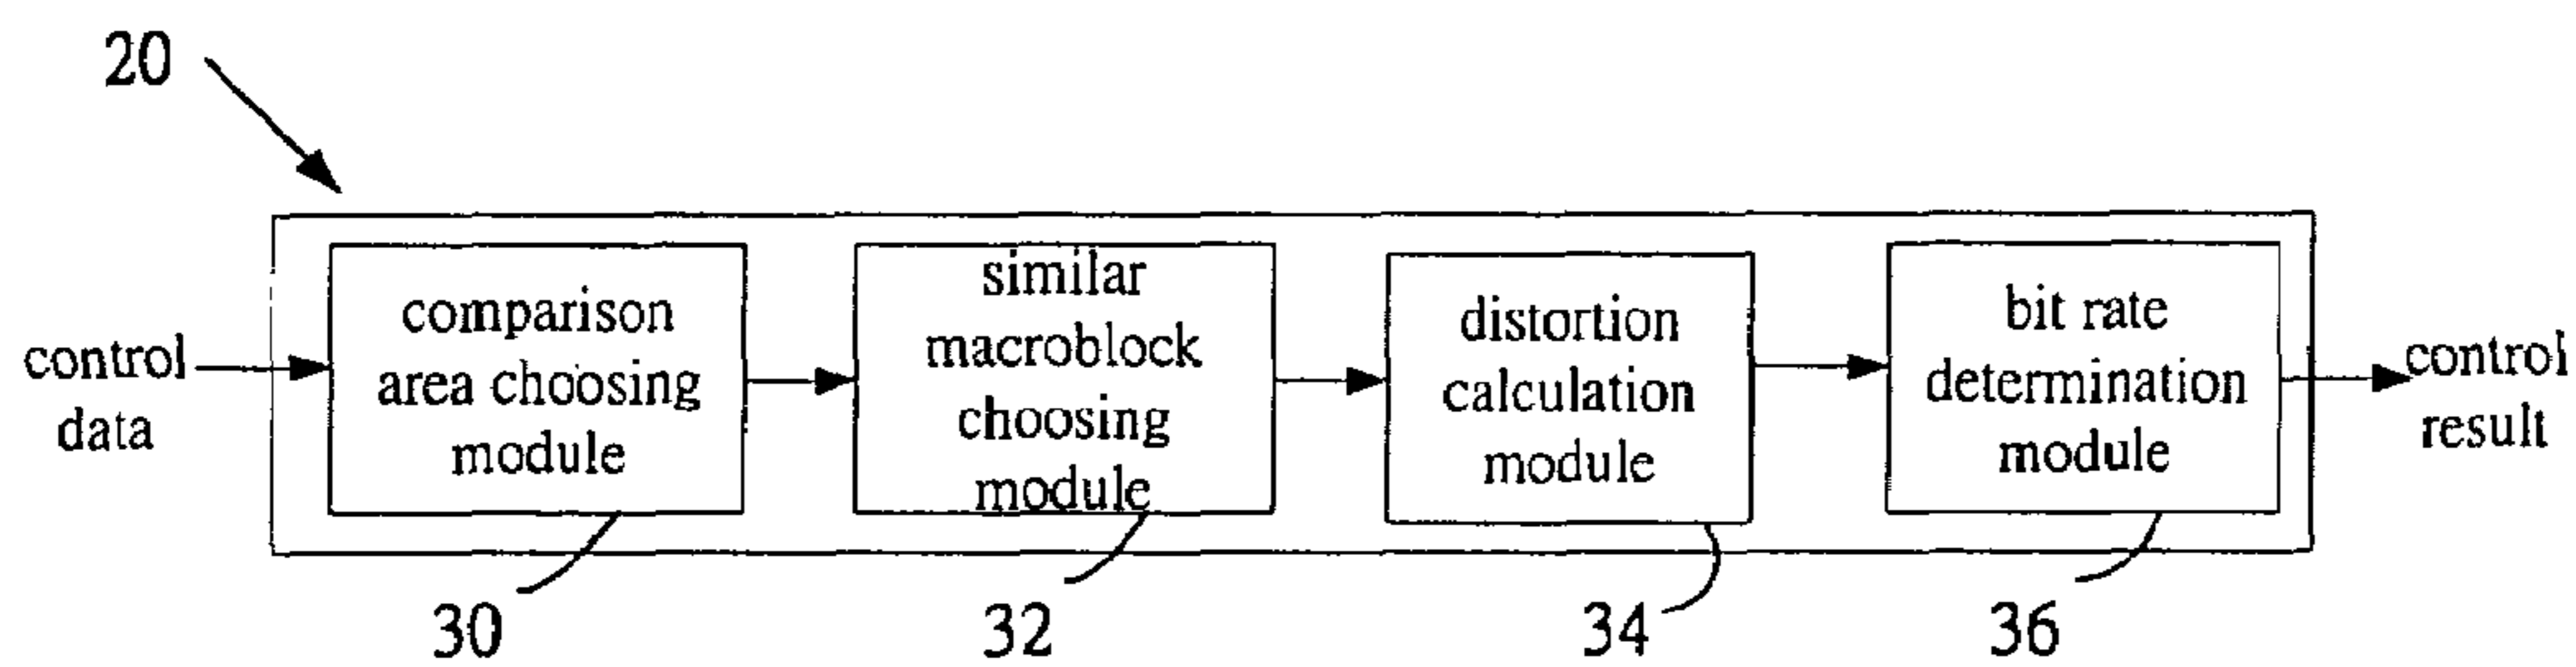 20
control
data
comparison
area choosing
module
similar
macroblock
choosing
module
distortion
calculation
module
bit rate
determination
module
control
result
30
32
34
36